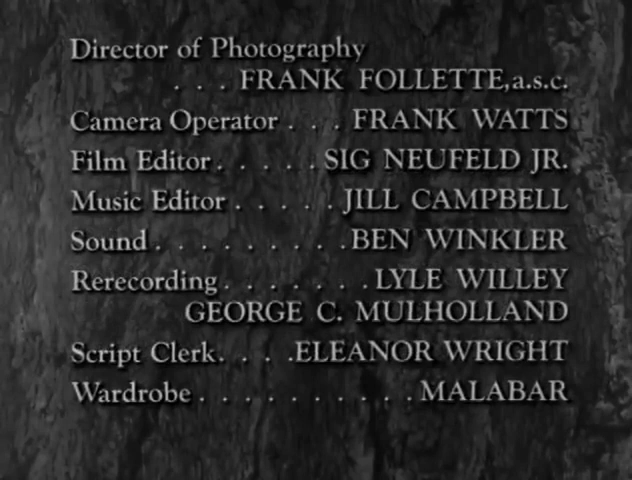 Director of Photography
. . . FRANK FOLLETTE, a.s.c.
Camera Operator . . . FRANK WATTS
Film Editor . . . . . SIG NEUFELD JR.
Music Editor . . . . . JILL CAMPBELL
Sound . . . . . . . . . BEN WINKLER
Rerecording . . . . . . . LYLE WILLEY
GEORGE C. MULHOLLAND
Script Clerk . . . . ELEANOR WRIGHT
Wardrobe . . . . . . . . . . MALABAR